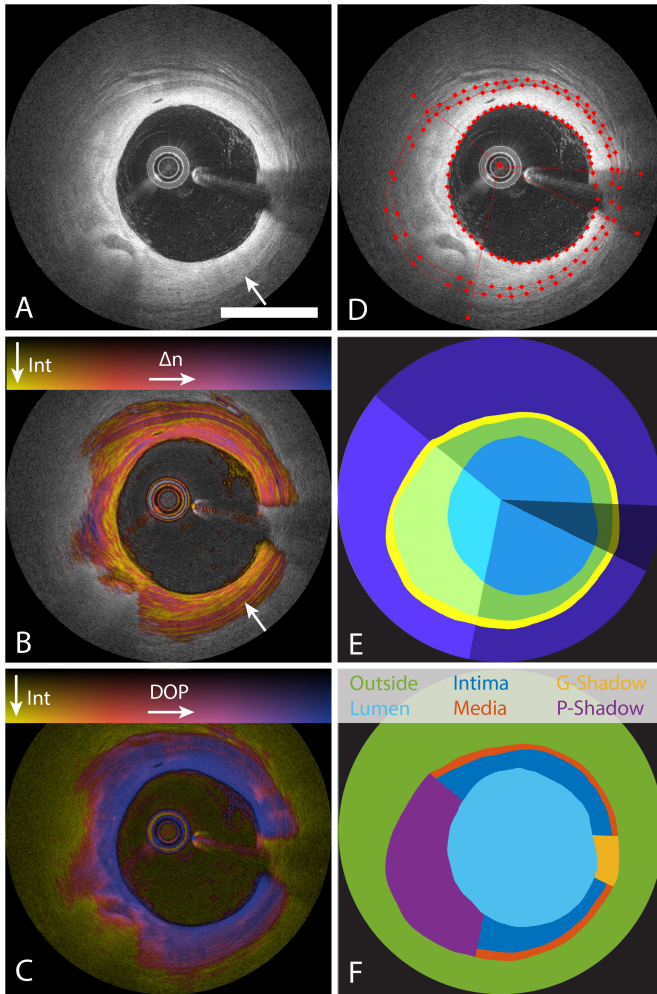 A
D
Int
Δn
B
E
Int
DOP
Outside Intima G-Shadow
Lumen Media P-Shadow
C
F